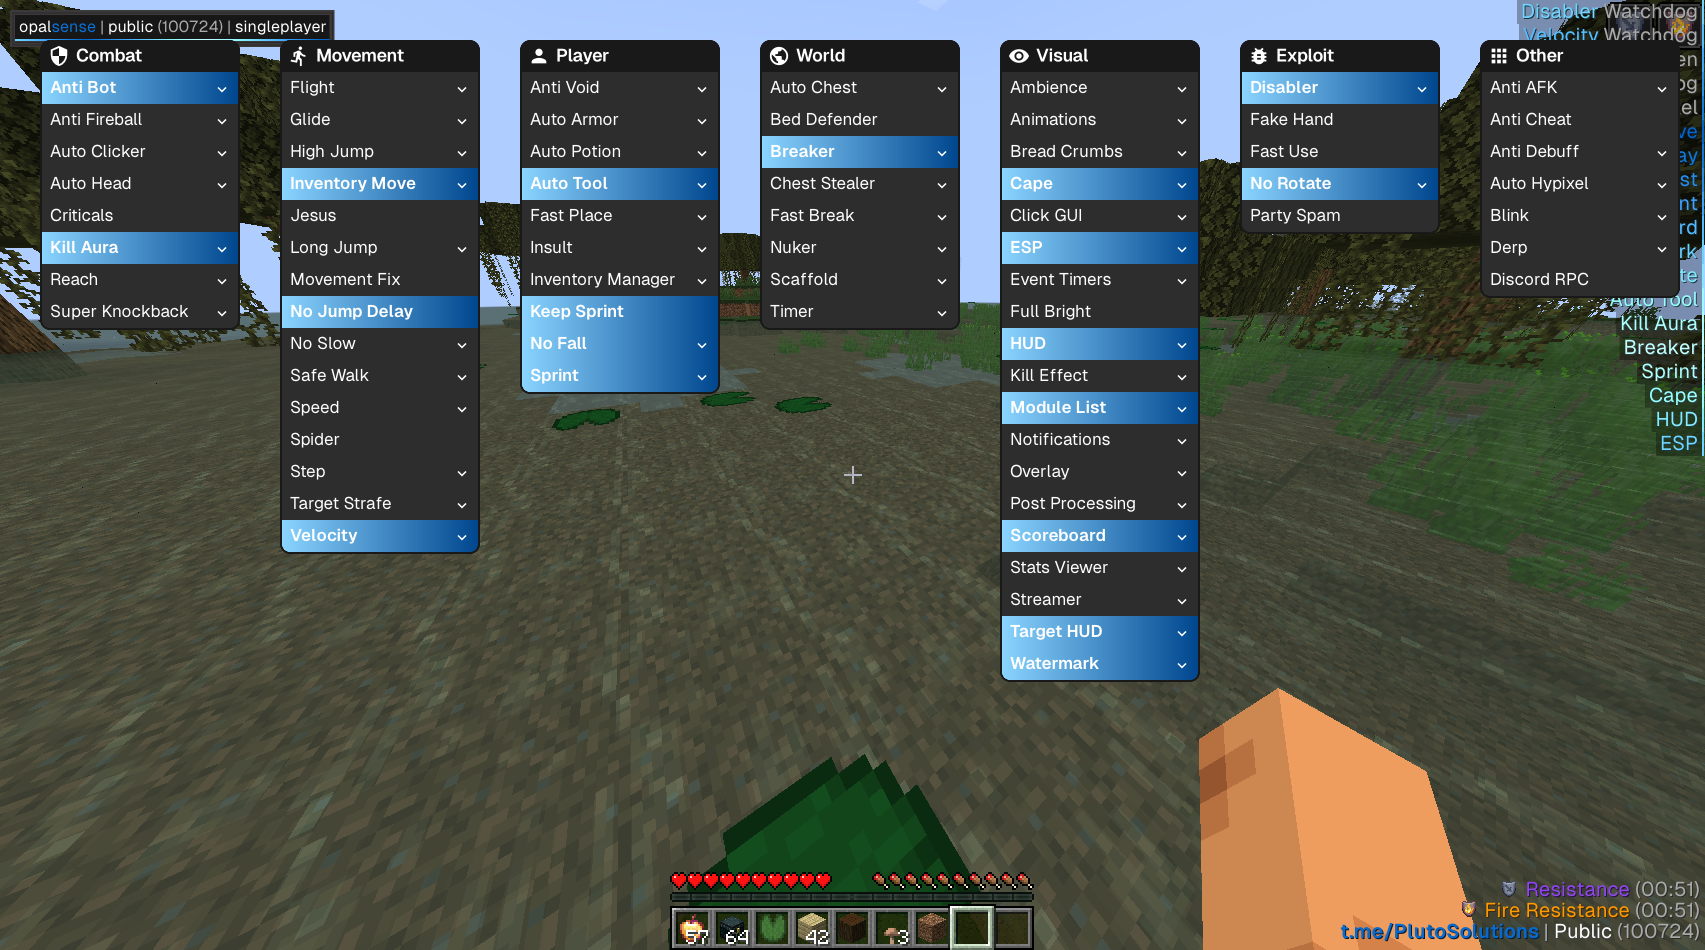 opalsense | public (100724) | singleplayer
Disabler Watchdog
Velocity Watchdog
Combat
Anti Bot
Anti Fireball
Auto Clicker
Auto Head
Criticals
Kill Aura
Reach
Super Knockback
Movement
Flight
Glide
High Jump
Inventory Move
Jesus
Long Jump
Movement Fix
No Jump Delay
No Slow
Safe Walk
Speed
Spider
Step
Target Strafe
Velocity
Player
Anti Void
Auto Armor
Auto Potion
Auto Tool
Fast Place
Insult
Inventory Manager
Keep Sprint
No Fall
Sprint
World
Auto Chest
Bed Defender
Breaker
Chest Stealer
Fast Break
Nuker
Scaffold
Timer
Visual
Ambience
Animations
Bread Crumbs
Cape
Click GUI
ESP
Event Timers
Full Bright
HUD
Kill Effect
Module List
Notifications
Overlay
Post Processing
Scoreboard
Stats Viewer
Streamer
Target HUD
Watermark
Exploit
Disabler
Fake Hand
Fast Use
No Rotate
Party Spam
Other
Anti AFK
Anti Cheat
Anti Debuff
Auto Hypixel
Blink
Derp
Discord RPC
Auto Tool
Kill Aura
Breaker
Sprint
Cape
HUD
ESP
57
64
42
3
Resistance (00:51)
Fire Resistance (00:51)
t.me/PlutoSolutions | Public (100724)